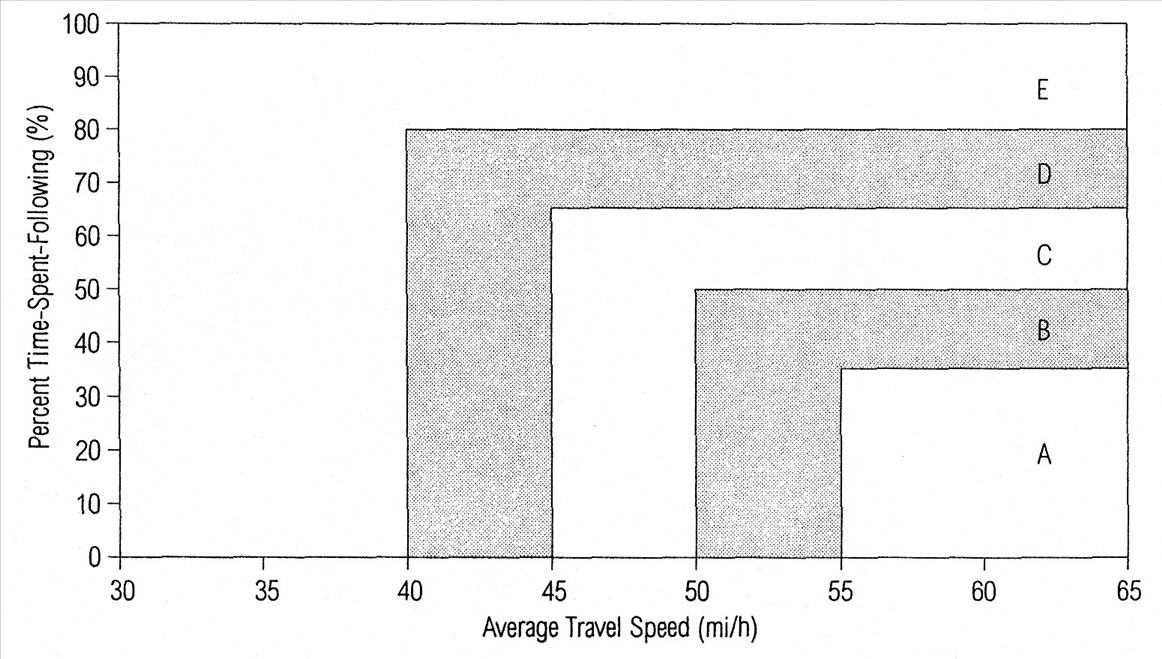 100
90
80
70
60
50
40
30
20
10
0
Percent Time-Spent-Following (%)
E
D
C
B
A
30 35 40 45 50 55 60 65
Average Travel Speed (mi/h)